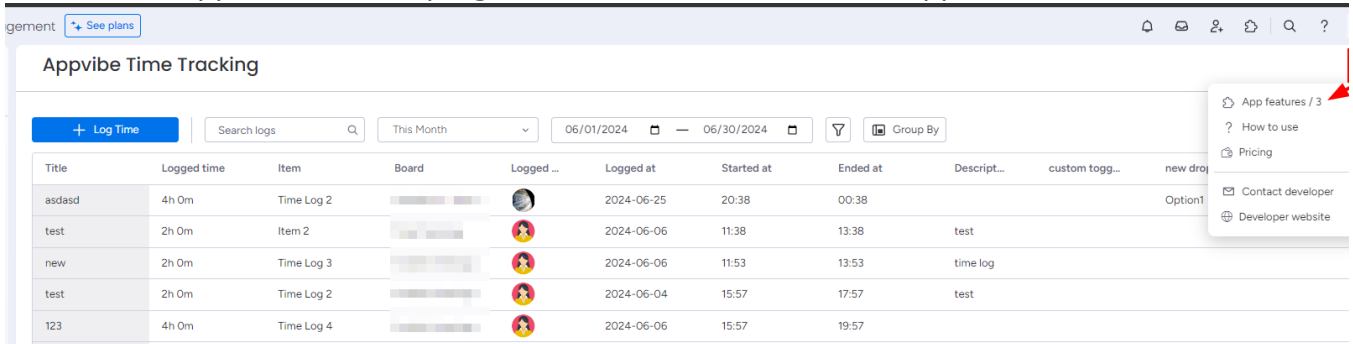 gement See plans ?
Appvibe Time Tracking
App features / 3
? How to use
Pricing
Contact developer
Developer website
+ Log Time Search logs This Month 06/01/2024 — 06/30/2024 Group By
Title Logged time Item Board Logged ... Logged at Started at Ended at Descript... custom togg... new drop
asdasd 4h 0m Time Log 2 2024-06-25 20:38 00:38 Option1
test 2h 0m Item 2 2024-06-06 11:38 13:38 test
new 2h 0m Time Log 3 2024-06-06 11:53 13:53 time log
test 2h 0m Time Log 2 2024-06-04 15:57 17:57 test
123 4h 0m Time Log 4 2024-06-06 15:57 19:57